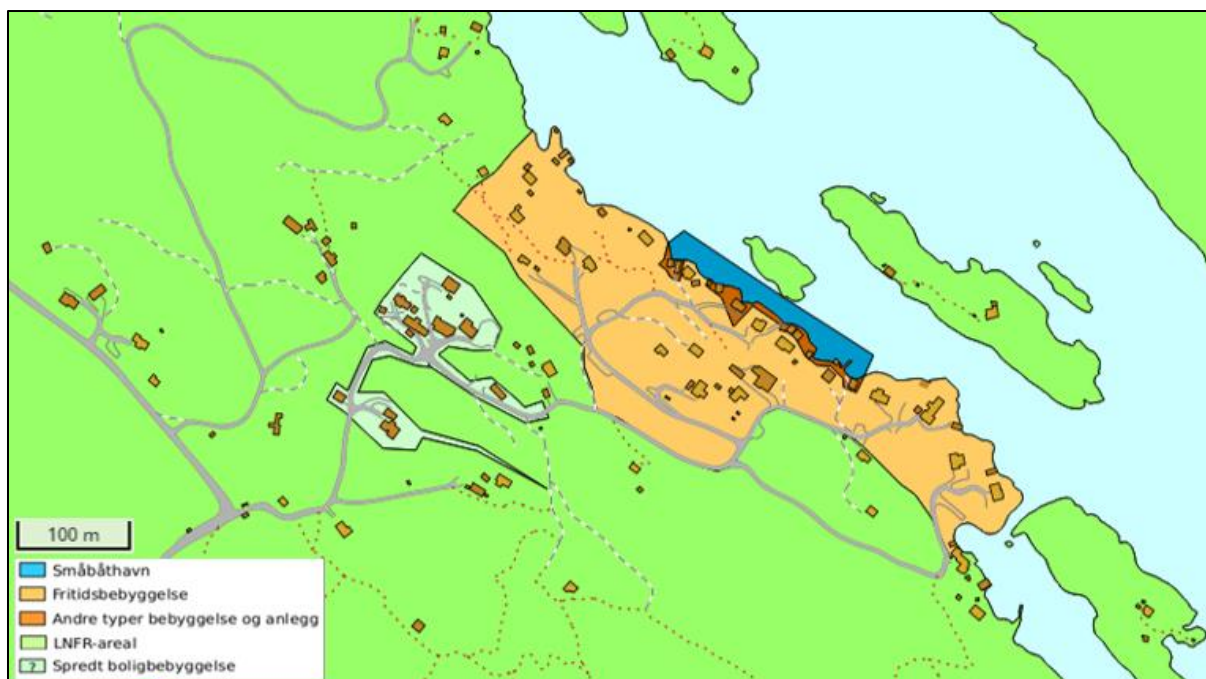 100 m
Småbåthavn
Fritidsbebyggelse
Andre typer bebyggelse og anlegg
LNFR-areal
? Spredt boligbebyggelse